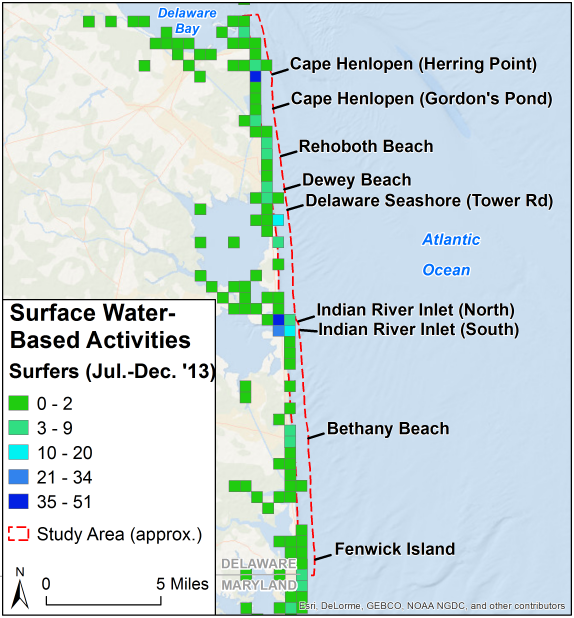 Delaware
Bay
Cape Henlopen (Herring Point)
Cape Henlopen (Gordon's Pond)
Rehoboth Beach
Dewey Beach
Delaware Seashore (Tower Rd)
Atlantic
Ocean
Indian River Inlet (North)
Indian River Inlet (South)
Bethany Beach
Fenwick Island
Surface Water-
Based Activities
Surfers (Jul.-Dec. '13)
0 - 2
3 - 9
10 - 20
21 - 34
35 - 51
Study Area (approx.)
N
0 5 Miles
DELAWARE
MARYLAND
Esri, DeLorme, GEBCO, NOAA NGDC, and other contributors